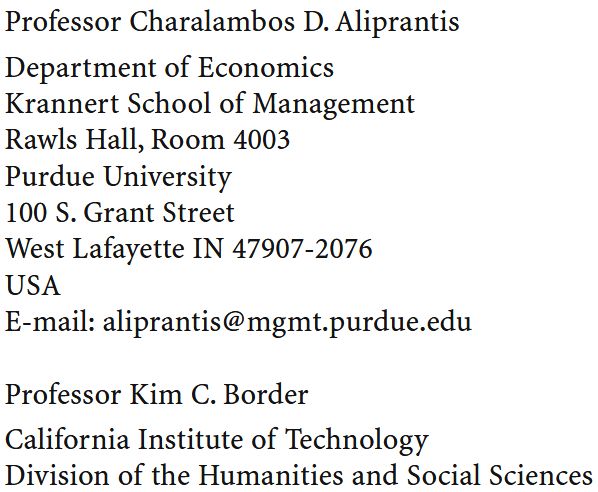 Professor Charalambos D. Aliprantis
Department of Economics
Krannert School of Management
Rawls Hall, Room 4003
Purdue University
100 S. Grant Street
West Lafayette IN 47907-2076
USA
E-mail: aliprantis@mgmt.purdue.edu
Professor Kim C. Border
California Institute of Technology
Division of the Humanities and Social Sciences